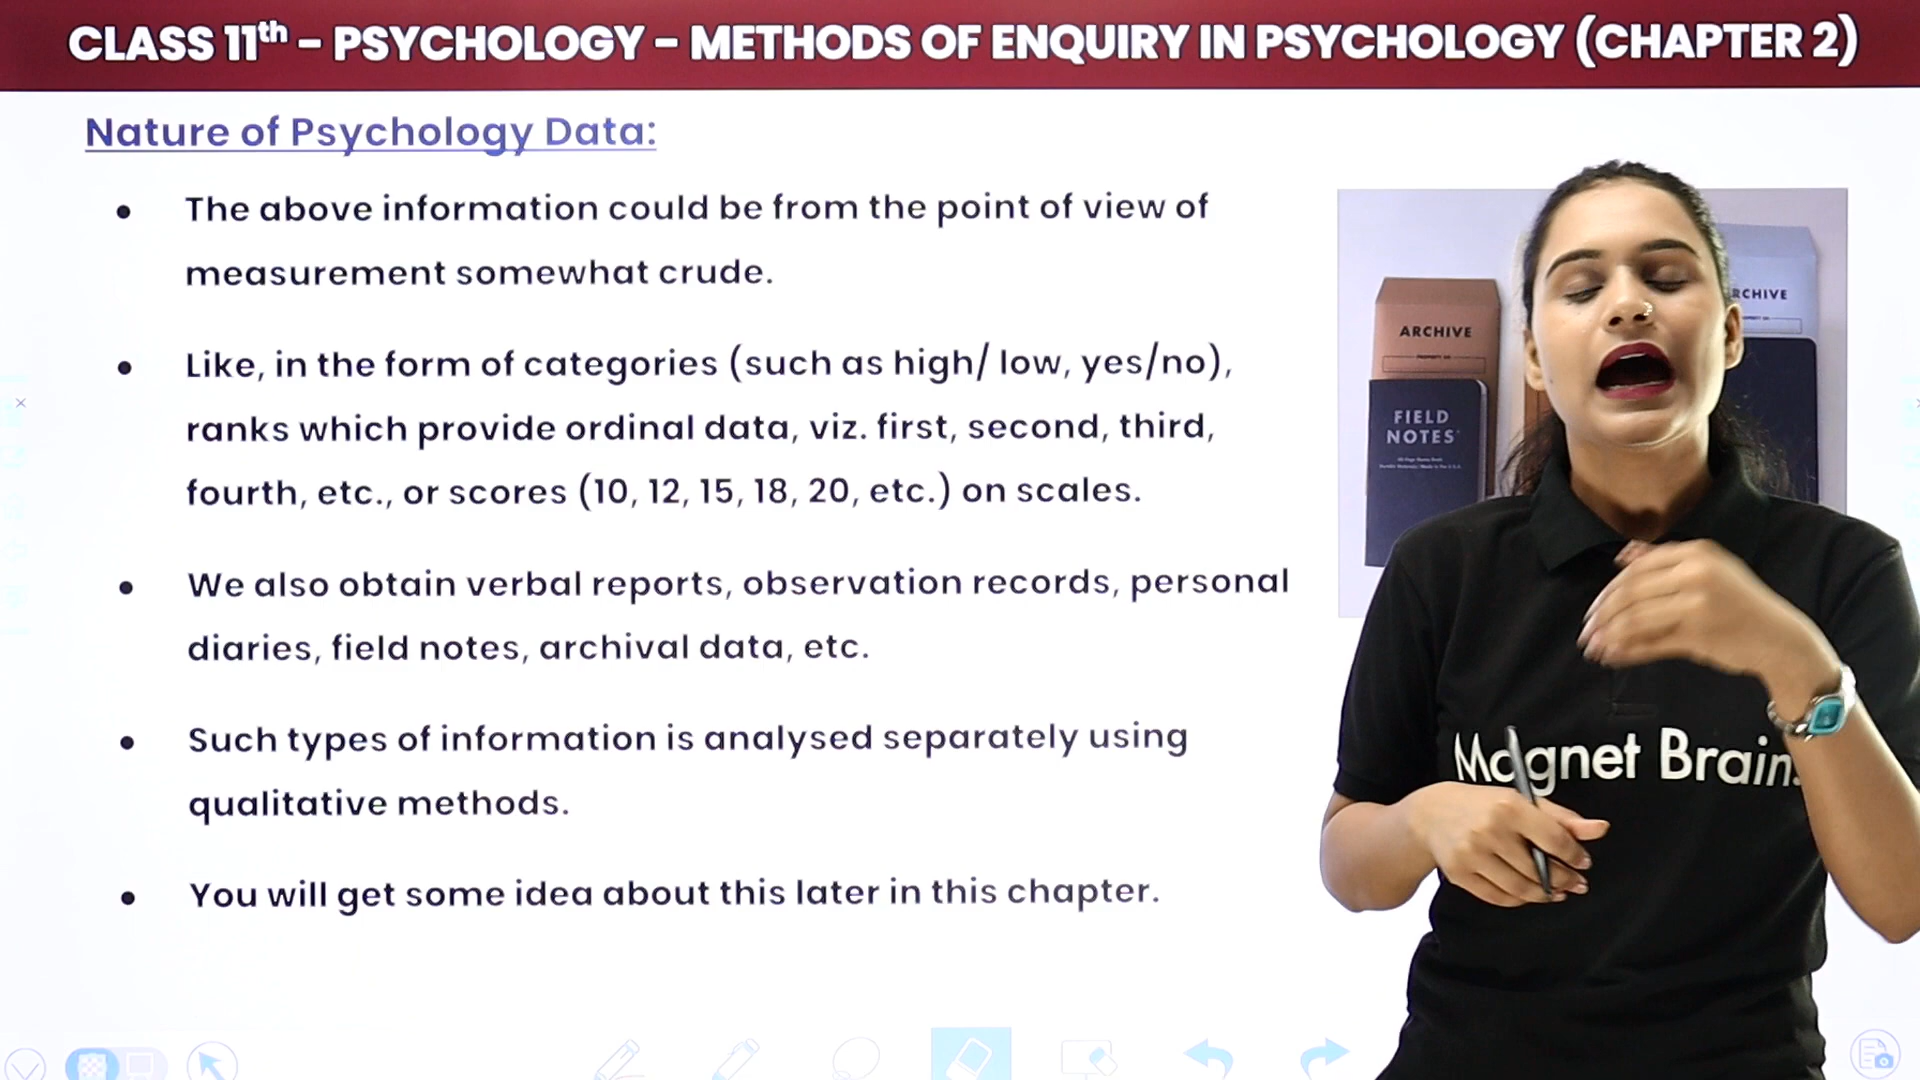 CLASS 11th – PSYCHOLOGY – METHODS OF ENQUIRY IN PSYCHOLOGY (CHAPTER 2)
Nature of Psychology Data:
• The above information could be from the point of view of
measurement somewhat crude.
• Like, in the form of categories (such as high/ low, yes/no),
ranks which provide ordinal data, viz. first, second, third,
fourth, etc., or scores (10, 12, 15, 18, 20, etc.) on scales.
• We also obtain verbal reports, observation records, personal
diaries, field notes, archival data, etc.
• Such types of information is analysed separately using
qualitative methods.
• You will get some idea about this later in this chapter.
ARCHIVE
FIELD
NOTES
Magnet Brains